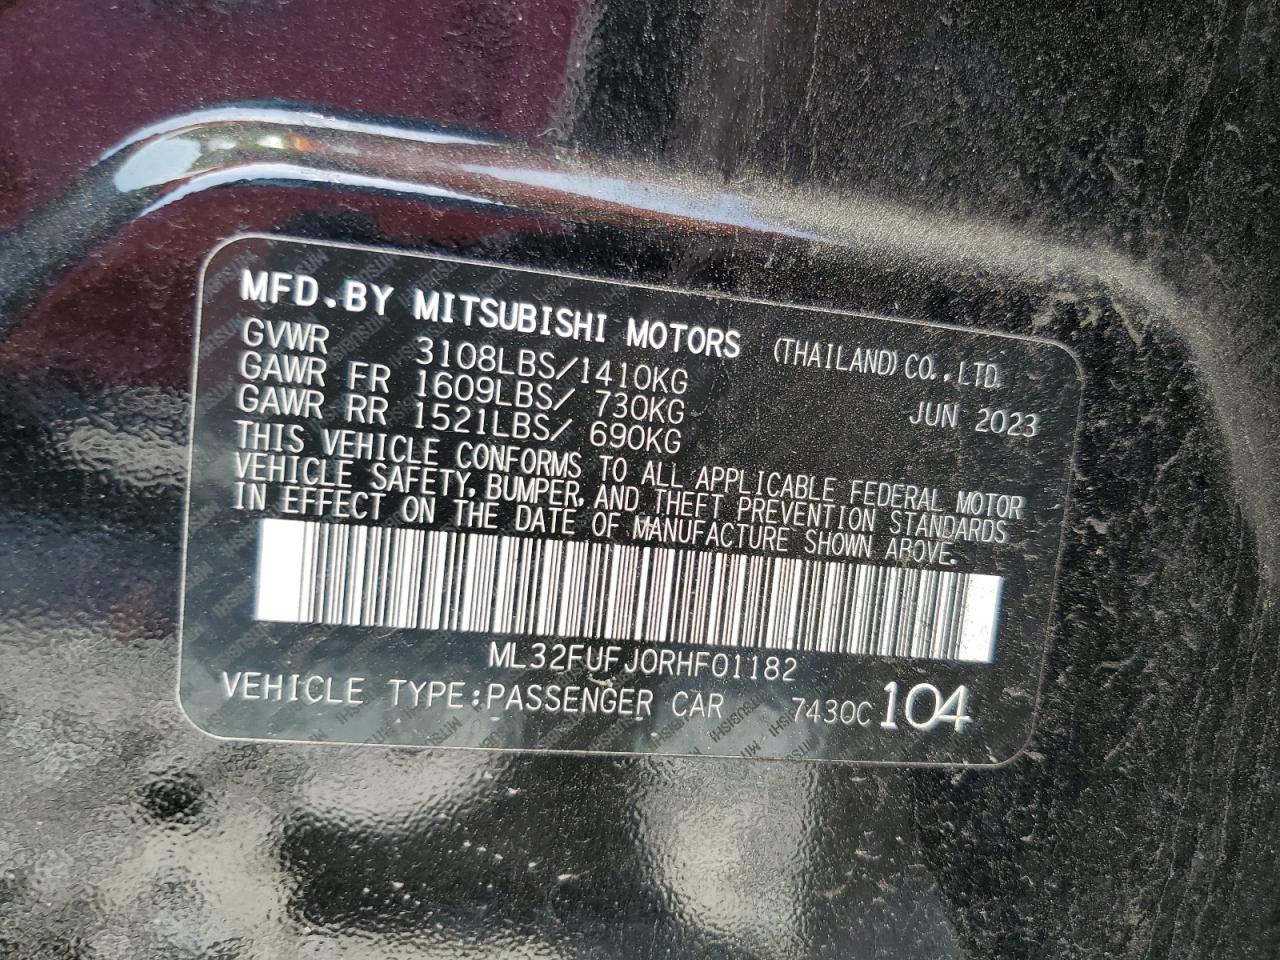 MFD.BY MITSUBISHI MOTORS (THAILAND) CO.,LTD.
GVWR 3108LBS/1410KG
GAWR FR 1609LBS/ 730KG JUN 2023
GAWR RR 1521LBS/ 690KG
THIS VEHICLE CONFORMS TO ALL APPLICABLE FEDERAL MOTOR
VEHICLE SAFETY, BUMPER, AND THEFT PREVENTION STANDARDS
IN EFFECT ON THE DATE OF MANUFACTURE SHOWN ABOVE.
ML32FUFJ0RHF01182
VEHICLE TYPE:PASSENGER CAR 7430C 104